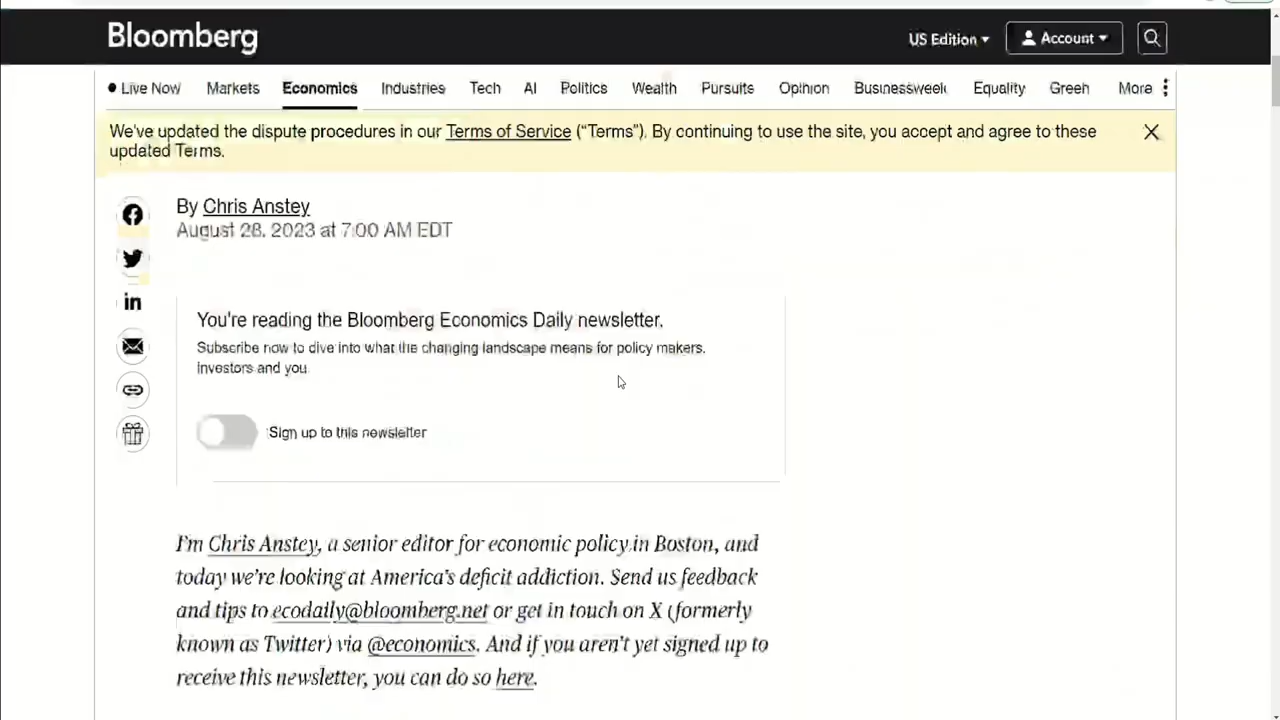 Bloomberg
US Edition
Account
Live Now Markets Economics Industries Tech AI Politics Wealth Pursuits Opinion Businessweek Equality Green More
We've updated the dispute procedures in our Terms of Service (“Terms”). By continuing to use the site, you accept and agree to these
updated Terms.
By Chris Anstey
August 28, 2023 at 7:00 AM EDT
in
You're reading the Bloomberg Economics Daily newsletter.
Subscribe now to dive into what the changing landscape means for policy makers.
Investors and you
Sign up to this newsletter
I'm Chris Anstey, a senior editor for economic policy in Boston, and
today we're looking at America's deficit addiction. Send us feedback
and tips to ecodaily@bloomberg.net or get in touch on X (formerly
known as Twitter) via @economics. And if you aren't yet signed up to
receive this newsletter, you can do so here.